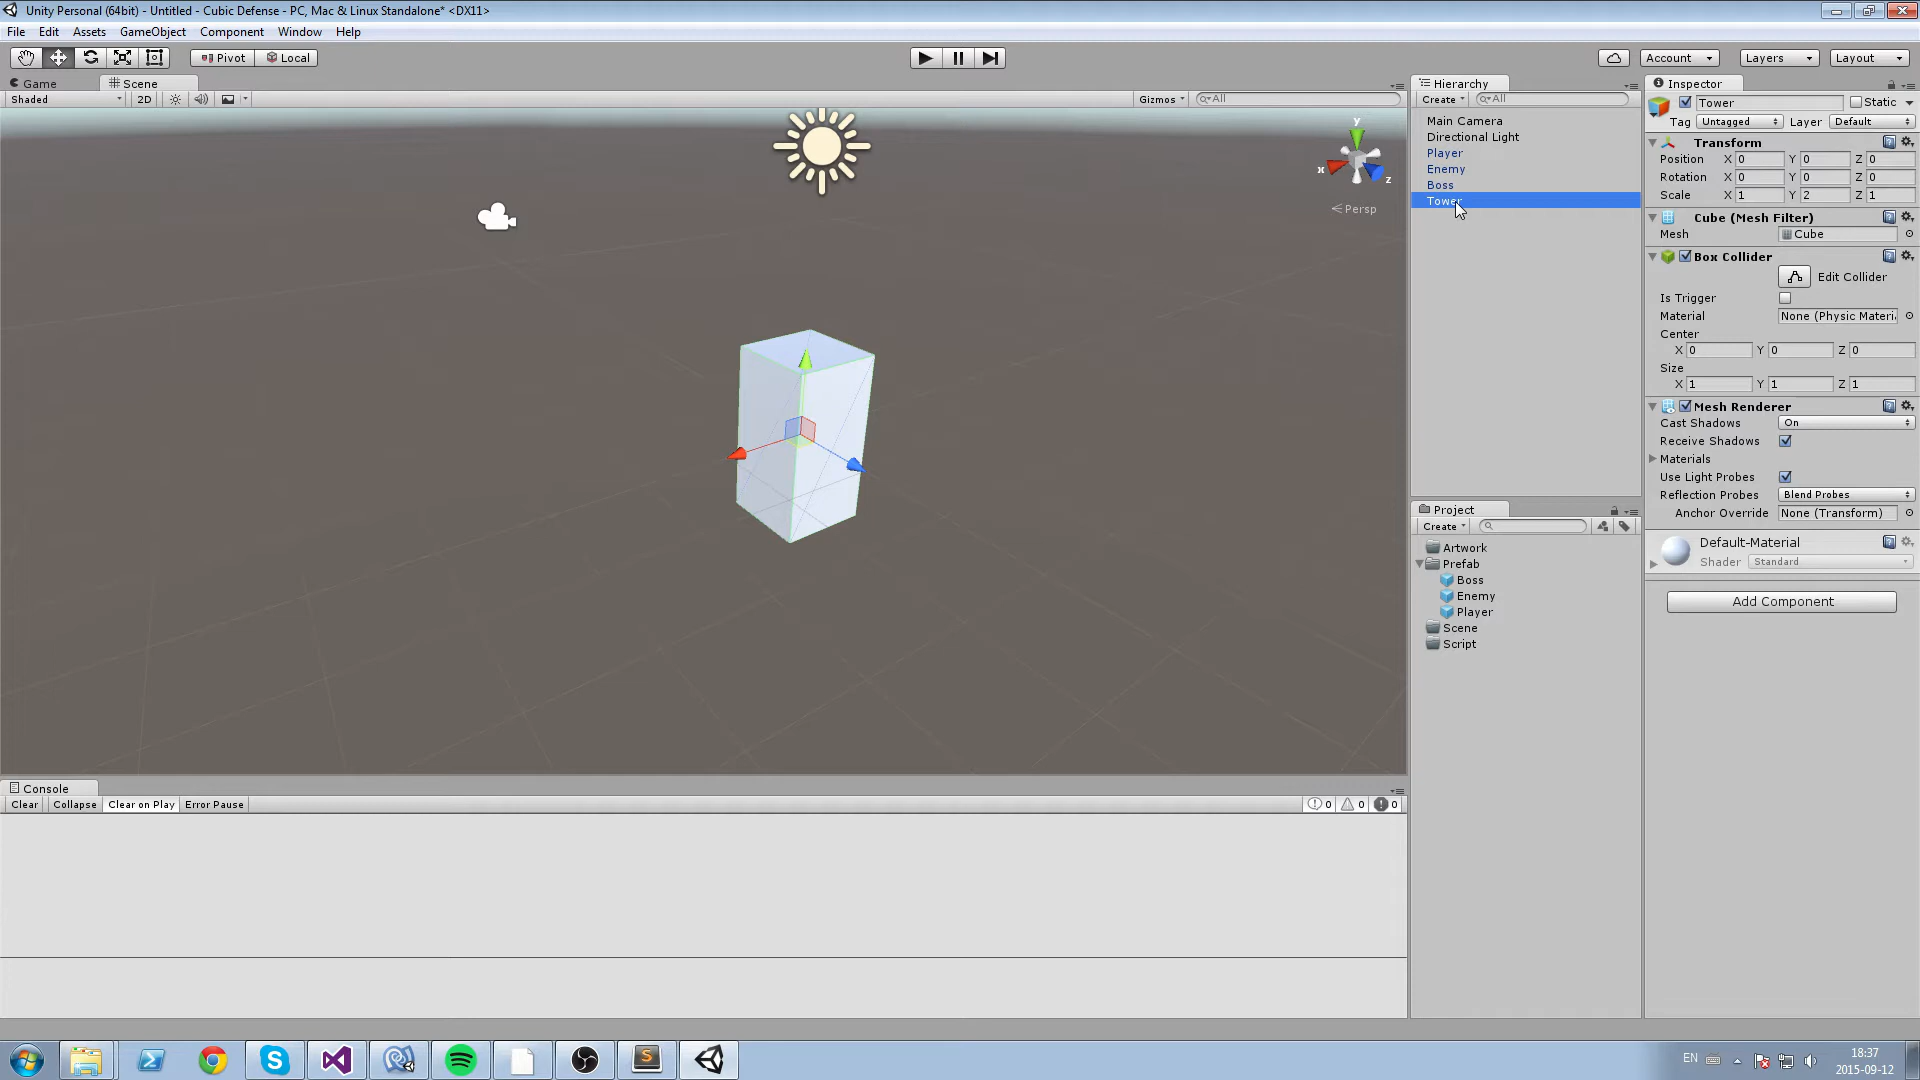 Unity Personal (64bit) - Untitled - Cubic Defense - PC, Mac & Linux Standalone* <DX11>
File Edit Assets GameObject Component Window Help
Pivot Local Account Layers Layout
Game Scene
Shaded 2D Gizmos All
y
x
z
Persp
Hierarchy
Create All
Main Camera
Directional Light
Player
Enemy
Boss
Tower
Project
Create
Artwork
Prefab
Boss
Enemy
Player
Scene
Script
Inspector
Tower Static
Tag Untagged Layer Default
Transform
Position X 0 Y 0 Z 0
Rotation X 0 Y 0 Z 0
Scale X 1 Y 2 Z 1
Cube (Mesh Filter)
Mesh Cube
Box Collider
Edit Collider
Is Trigger
Material None (Physic Materi
Center
X 0 Y 0 Z 0
Size
X 1 Y 1 Z 1
Mesh Renderer
Cast Shadows On
Receive Shadows
Materials
Use Light Probes
Reflection Probes Blend Probes
Anchor Override None (Transform)
Default-Material
Shader Standard
Add Component
Console
Clear Collapse Clear on Play Error Pause 0 0 0
EN
18:37
2015-09-12